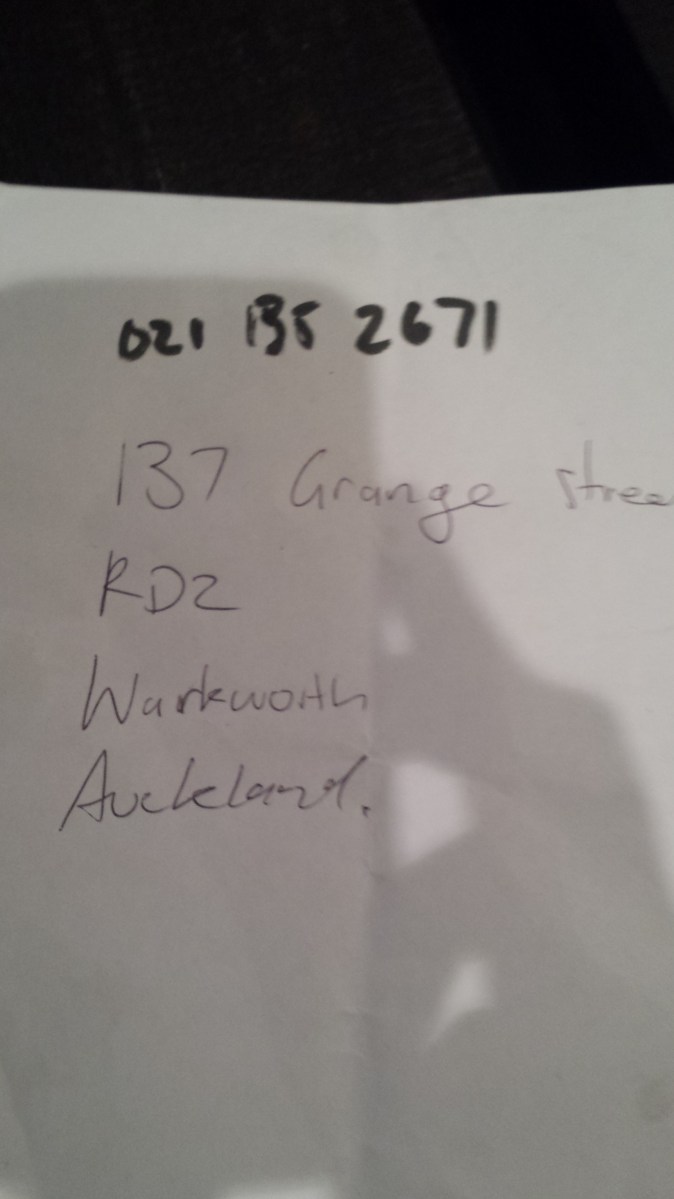 021 135 2671
137 Grange Stree
RD2
Warkworth
Auckland.